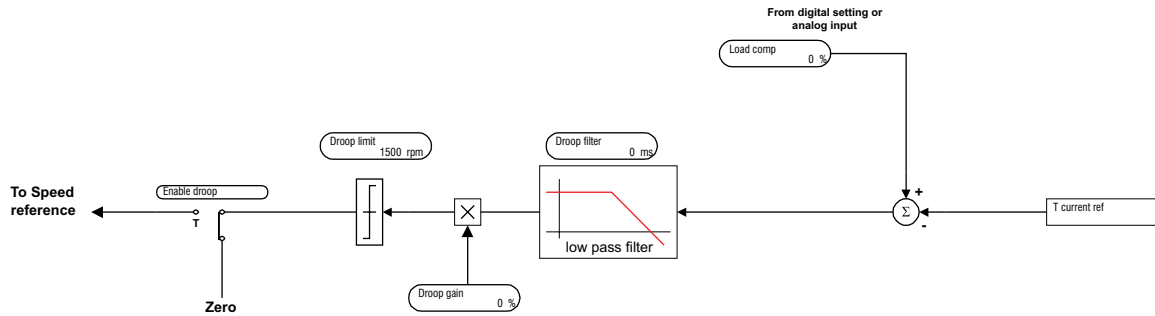 From digital setting or
analog input
Load comp
0 %
Droop limit
1500 rpm
Droop filter
0 ms
To Speed
reference
Enable droop
T
+
Σ
-
T current ref
low pass filter
Droop gain
0 %
Zero